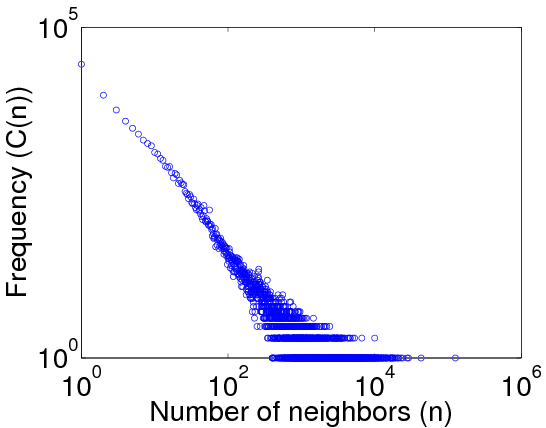 10^5
Frequency (C(n))
10^0
10^0 10^2 10^4 10^6
Number of neighbors (n)